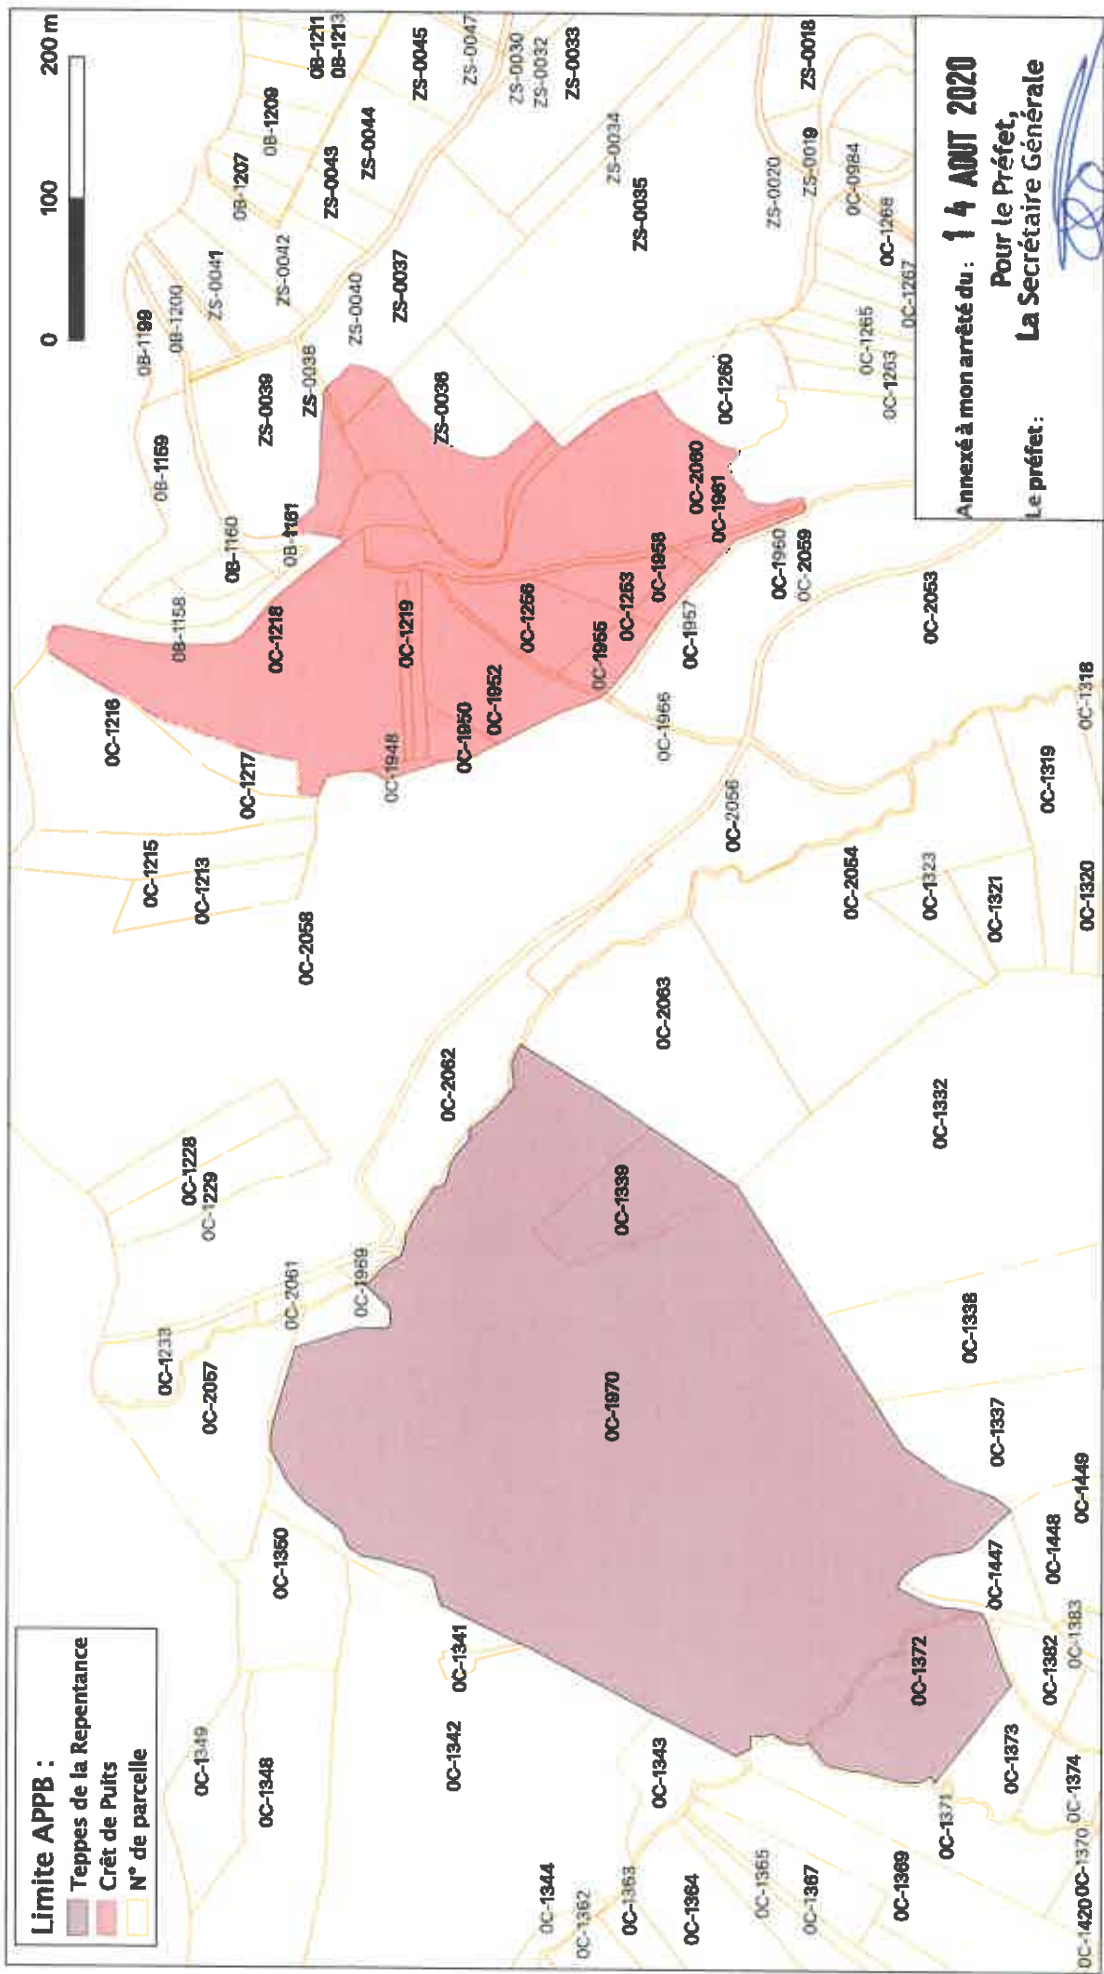 Limite APPB :
Teppes de la Repentance
Crêt de Puits
N° de parcelle
0 100 200 m
0C-1349
0C-1348
0C-1350
0C-1342
0C-1341
0C-1344
0C-1362
0C-1363
0C-1343
0C-1364
0C-1365
0C-1367
0C-1369
0C-1371
0C-1370
0C-1420
0C-1374
0C-1373
0C-1372
0C-1382
0C-1383
0C-1447
0C-1448
0C-1449
0C-1337
0C-1338
0C-1332
0C-1970
0C-1339
0C-1233
0C-2057
0C-2061
0C-1969
0C-1228
0C-1229
0C-2062
0C-2063
0C-2058
0C-1215
0C-1213
0C-1216
0C-1217
0C-1218
0C-1219
0C-1948
0C-1950
0C-1952
0C-1256
0C-1955
0C-1253
0C-1958
0C-1957
0C-1966
0C-2056
0C-2054
0C-1323
0C-1321
0C-1320
0C-1319
0C-1318
0C-2053
0C-1960
0C-2059
0C-1961
0C-2060
0C-1260
0C-1263
0C-1265
0C-1267
0C-1268
0C-0984
0B-1158
0B-1160
0B-1161
0B-1159
0B-1199
0B-1200
0B-1207
0B-1209
0B-1211
0B-1213
ZS-0039
ZS-0038
ZS-0036
ZS-0037
ZS-0040
ZS-0041
ZS-0042
ZS-0043
ZS-0044
ZS-0045
ZS-0047
ZS-0030
ZS-0032
ZS-0033
ZS-0034
ZS-0035
ZS-0020
ZS-0019
ZS-0018
Annexé à mon arrêté du : 14 AOUT 2020
Pour le Préfet,
Le préfet : La Secrétaire Générale